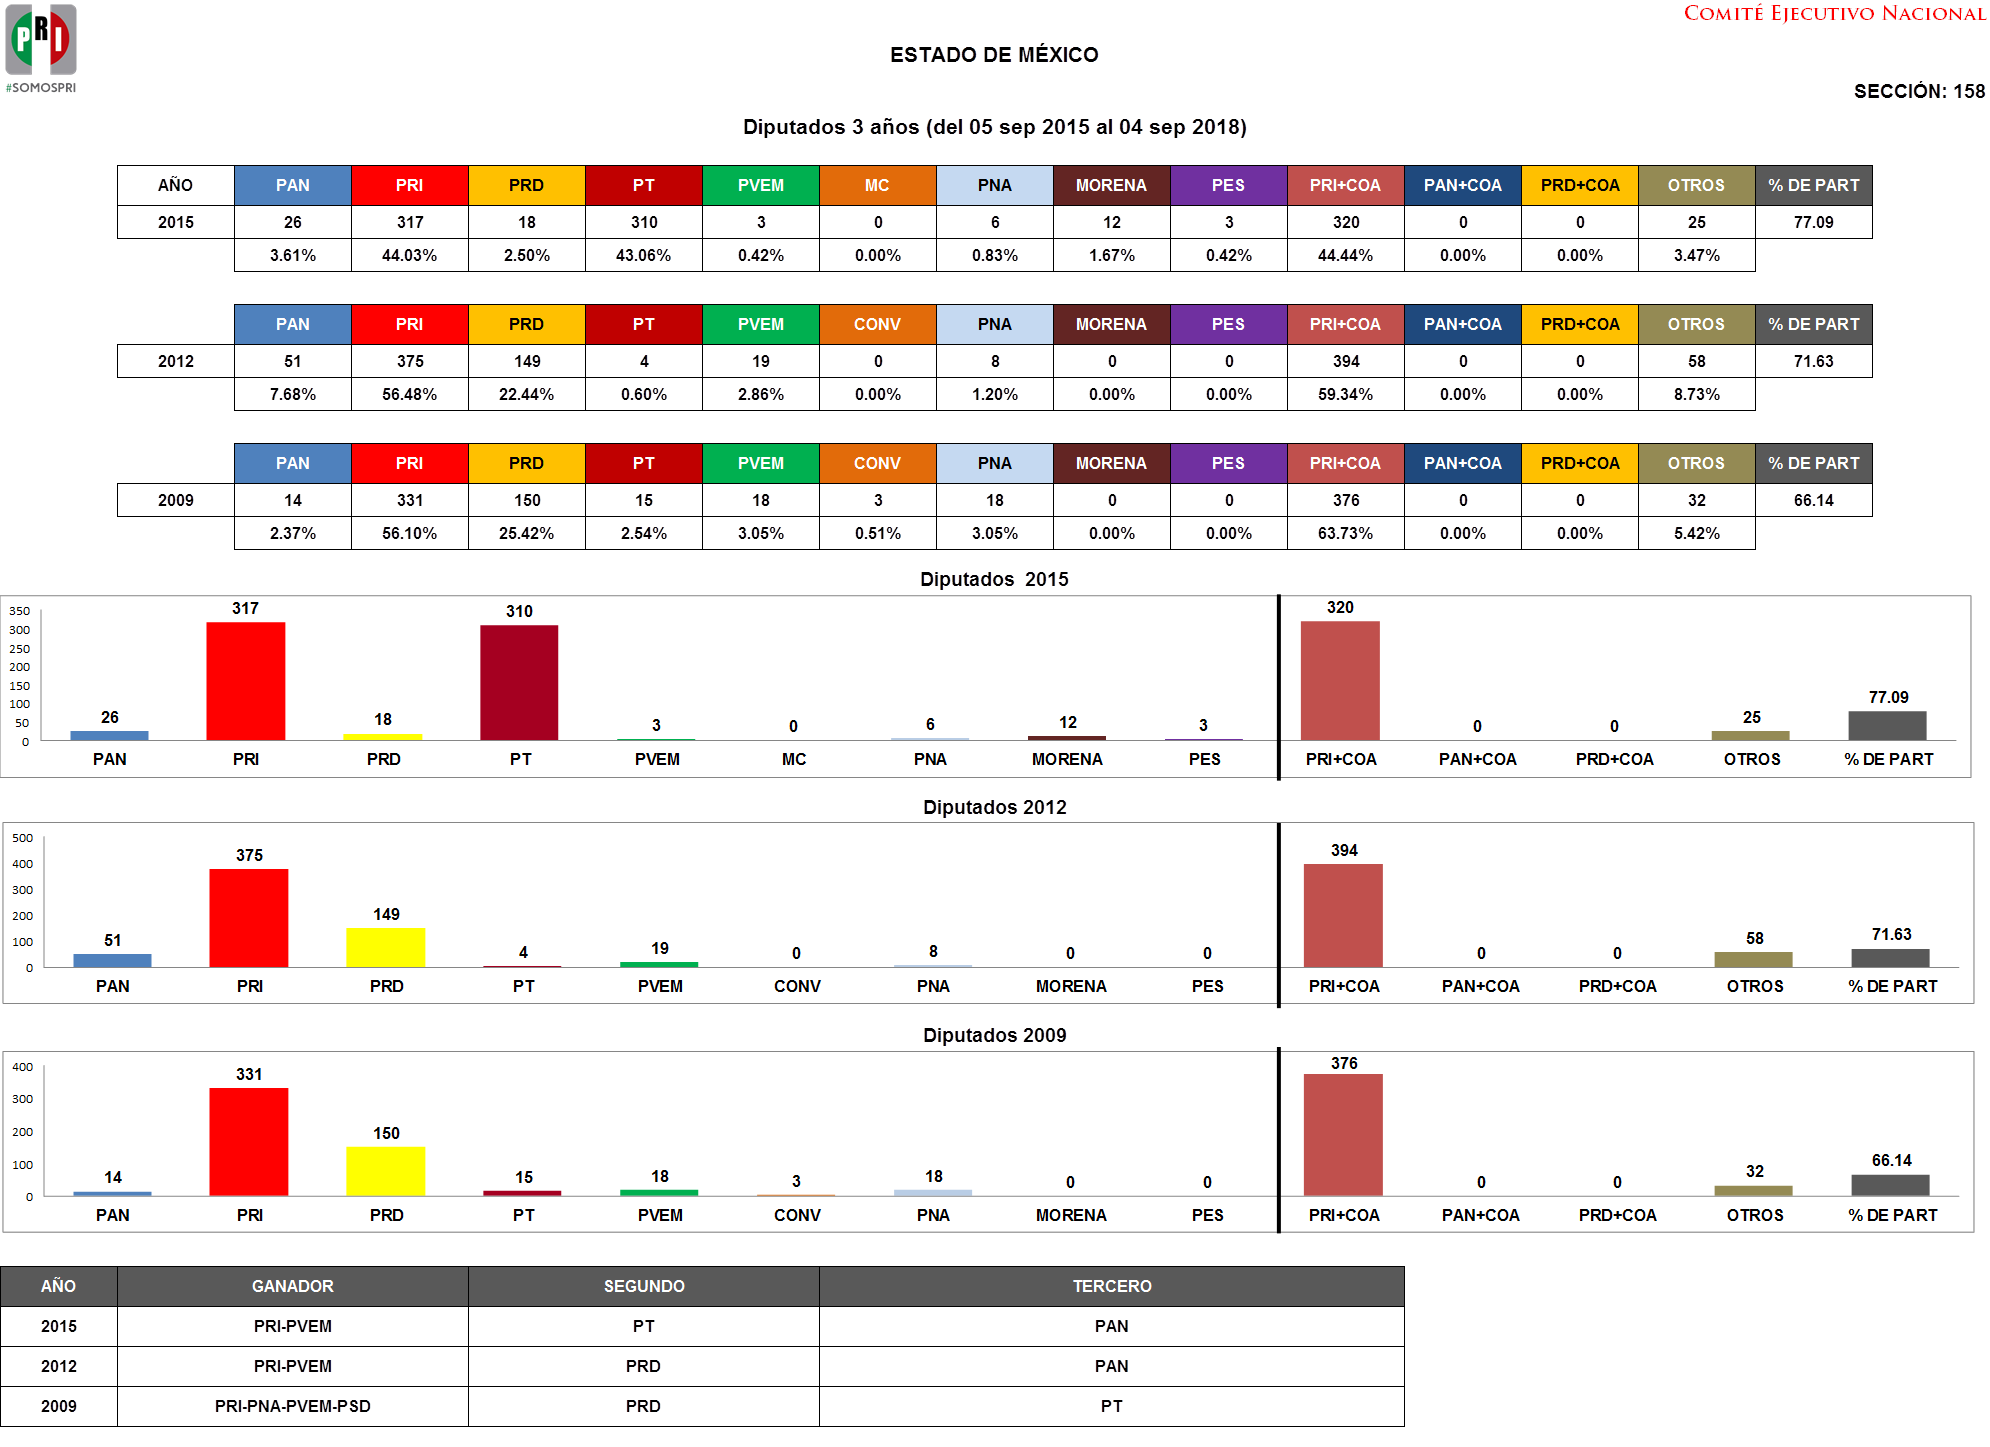 PRI
#SOMOSPRI
COMITÉ EJECUTIVO NACIONAL
ESTADO DE MÉXICO
SECCIÓN: 158
Diputados 3 años (del 05 sep 2015 al 04 sep 2018)
AÑO PAN PRI PRD PT PVEM MC PNA MORENA PES PRI+COA PAN+COA PRD+COA OTROS % DE PART
2015 26 317 18 310 3 0 6 12 3 320 0 0 25 77.09
3.61% 44.03% 2.50% 43.06% 0.42% 0.00% 0.83% 1.67% 0.42% 44.44% 0.00% 0.00% 3.47%
PAN PRI PRD PT PVEM CONV PNA MORENA PES PRI+COA PAN+COA PRD+COA OTROS % DE PART
2012 51 375 149 4 19 0 8 0 0 394 0 0 58 71.63
7.68% 56.48% 22.44% 0.60% 2.86% 0.00% 1.20% 0.00% 0.00% 59.34% 0.00% 0.00% 8.73%
PAN PRI PRD PT PVEM CONV PNA MORENA PES PRI+COA PAN+COA PRD+COA OTROS % DE PART
2009 14 331 150 15 18 3 18 0 0 376 0 0 32 66.14
2.37% 56.10% 25.42% 2.54% 3.05% 0.51% 3.05% 0.00% 0.00% 63.73% 0.00% 0.00% 5.42%
Diputados 2015
350
300
250
200
150
100
50
0
26 317 18 310 3 0 6 12 3 320 0 0 25 77.09
PAN PRI PRD PT PVEM MC PNA MORENA PES PRI+COA PAN+COA PRD+COA OTROS % DE PART
Diputados 2012
500
400
300
200
100
0
51 375 149 4 19 0 8 0 0 394 0 0 58 71.63
PAN PRI PRD PT PVEM CONV PNA MORENA PES PRI+COA PAN+COA PRD+COA OTROS % DE PART
Diputados 2009
400
300
200
100
0
14 331 150 15 18 3 18 0 0 376 0 0 32 66.14
PAN PRI PRD PT PVEM CONV PNA MORENA PES PRI+COA PAN+COA PRD+COA OTROS % DE PART
AÑO GANADOR SEGUNDO TERCERO
2015 PRI-PVEM PT PAN
2012 PRI-PVEM PRD PAN
2009 PRI-PNA-PVEM-PSD PRD PT